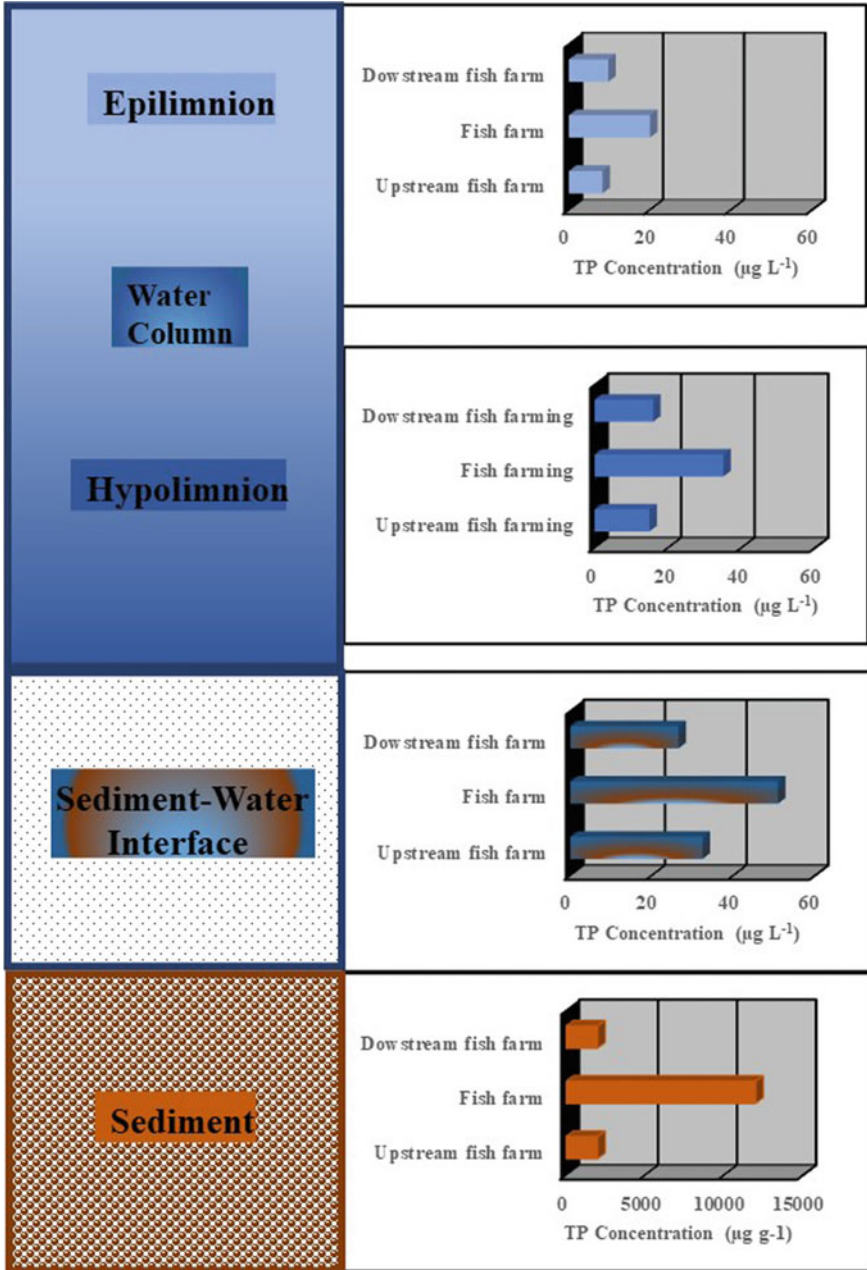 Epilimnion
Dowstream fish farm
Fish farm
Upstream fish farm
0 20 40 60
TP Concentration (µg L-1)
Water
Column
Hypolimnion
Dowstream fish farming
Fish farming
Upstream fish farming
0 20 40 60
TP Concentration (µg L-1)
Sediment-Water
Interface
Dowstream fish farm
Fish farm
Upstream fish farm
0 20 40 60
TP Concentration (µg L-1)
Sediment
Dowstream fish farm
Fish farm
Upstream fish farm
0 5000 10000 15000
TP Concentration (µg g-1)